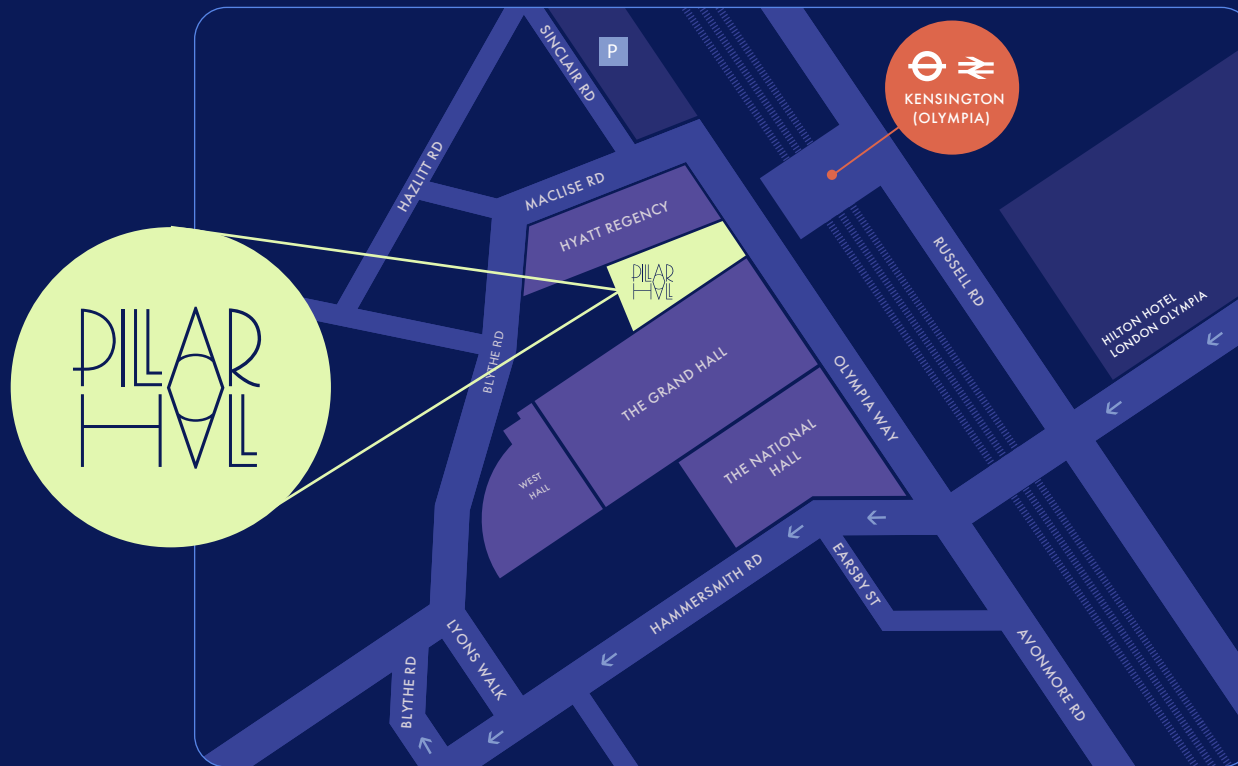 SINCLAIR RD
P
KENSINGTON
(OLYMPIA)
HAZLITT RD
MACLISE RD
HYATT REGENCY
PILLAR
HALL
RUSSELL RD
PILLAR
HALL
HILTON HOTEL
LONDON OLYMPIA
BLYTHE RD
THE GRAND HALL
OLYMPIA WAY
THE NATIONAL
HALL
WEST
HALL
EARSBY ST
HAMMERSMITH RD
LYONS WALK
BLYTHE RD
AVONMORE RD